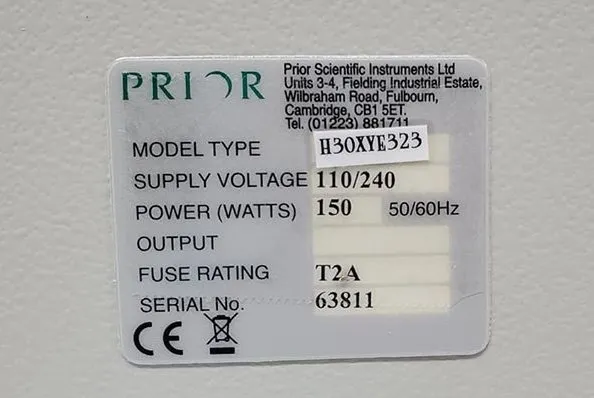 PRIOR
Prior Scientific Instruments Ltd
Units 3-4, Fielding Industrial Estate,
Wilbraham Road, Fulbourn,
Cambridge, CB1 5ET.
Tel. (01223) 881711
MODEL TYPE H30XYE323
SUPPLY VOLTAGE 110/240
POWER (WATTS) 150 50/60Hz
OUTPUT
FUSE RATING T2A
SERIAL No. 63811
CE